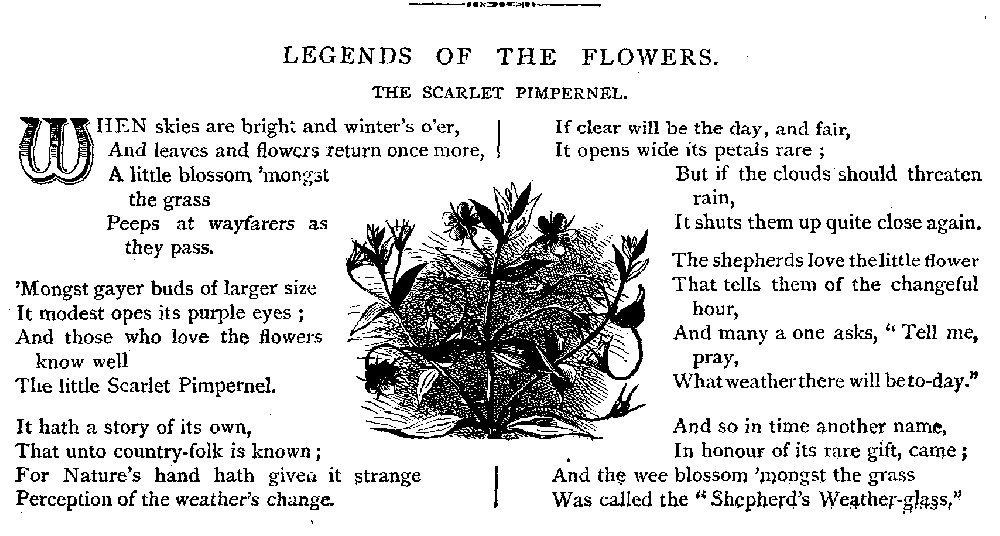 LEGENDS OF THE FLOWERS.
THE SCARLET PIMPERNEL.
WHEN skies are bright and winter's o'er,
And leaves and flowers return once more,
A little blossom 'mongst
the grass
Peeps at wayfarers as
they pass.
'Mongst gayer buds of larger size
It modest opes its purple eyes ;
And those who love the flowers
know well
The little Scarlet Pimpernel.
It hath a story of its own,
That unto country-folk is known ;
For Nature's hand hath given it strange
Perception of the weather's change.
If clear will be the day, and fair,
It opens wide its petals rare ;
But if the clouds should threaten
rain,
It shuts them up quite close again.
The shepherds love the little flower
That tells them of the changeful
hour,
And many a one asks, " Tell me,
pray,
What weather there will be to-day."
And so in time another name,
In honour of its rare gift, came ;
And the wee blossom 'mongst the grass
Was called the " Shepherd's Weather-glass,"